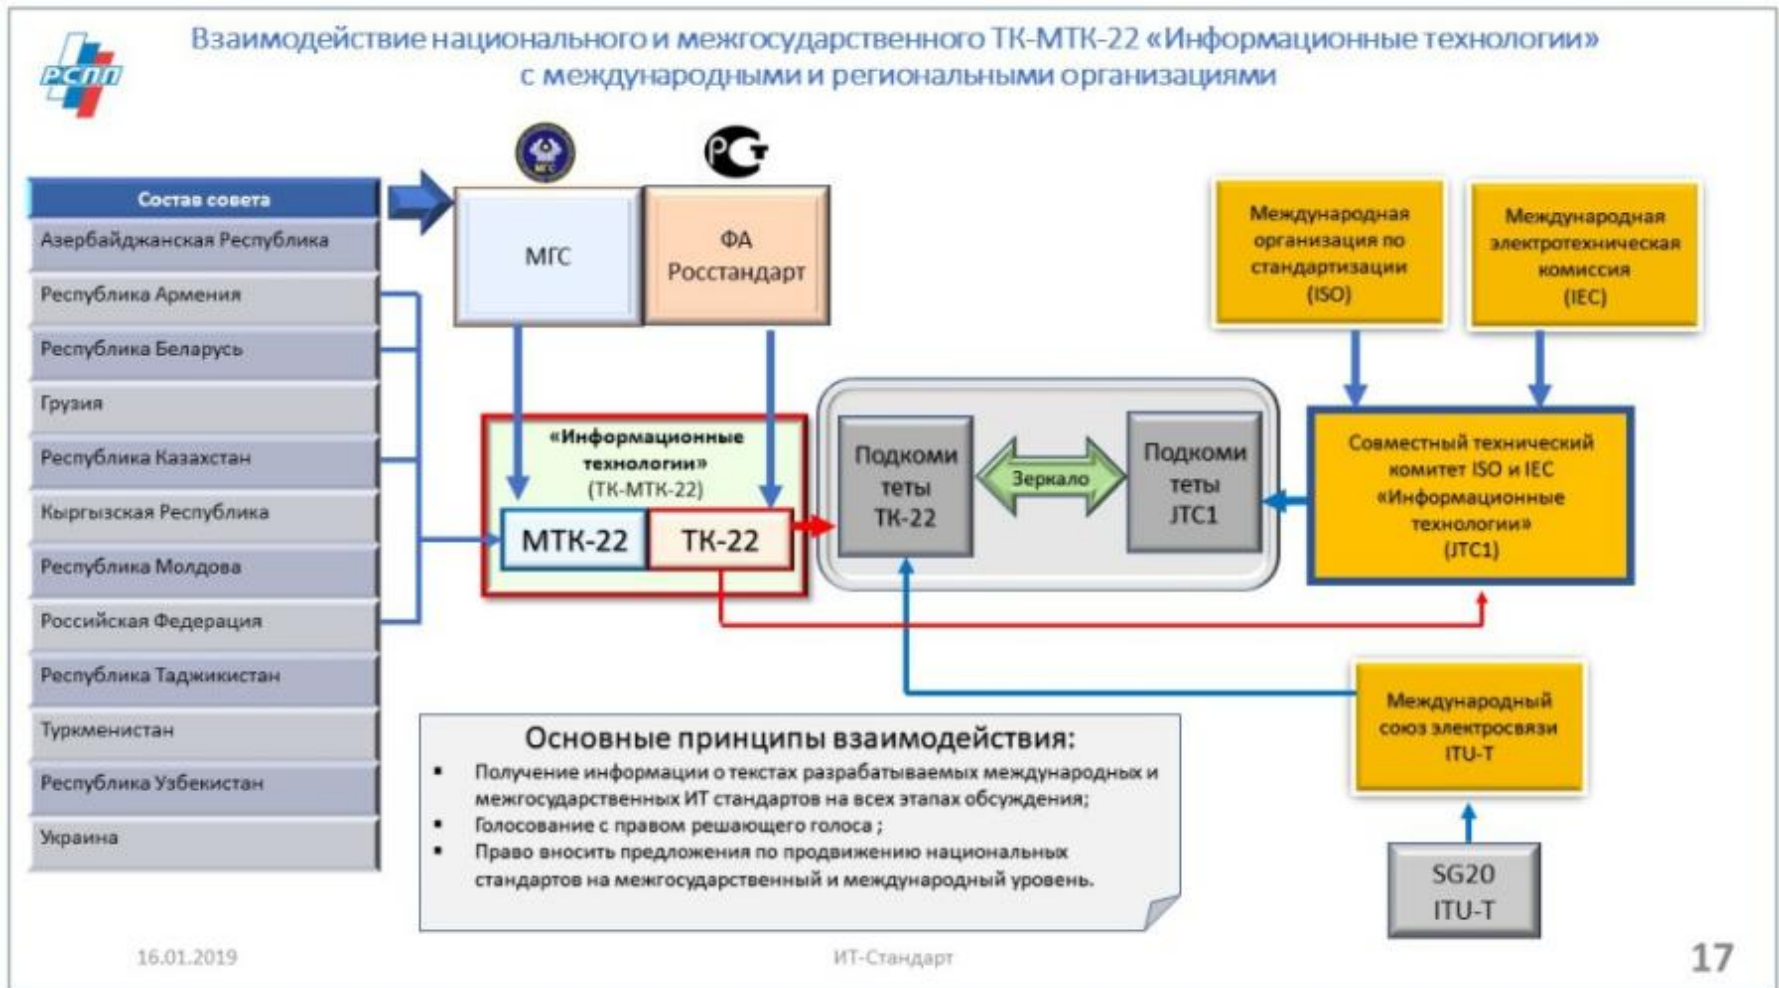 РСПП
Взаимодействие национального и межгосударственного ТК-МТК-22 «Информационные технологии»
с международными и региональными организациями
МГС
РСТ
Состав совета
Азербайджанская Республика
Республика Армения
Республика Беларусь
Грузия
Республика Казахстан
Кыргызская Республика
Республика Молдова
Российская Федерация
Республика Таджикистан
Туркменистан
Республика Узбекистан
Украина
МГС
ФА
Росстандарт
«Информационные
технологии»
(ТК-МТК-22)
МТК-22
ТК-22
Подкоми
теты
ТК-22
Зеркало
Подкоми
теты
JTC1
Международная
организация по
стандартизации
(ISO)
Международная
электротехническая
комиссия
(IEC)
Совместный технический
комитет ISO и IEC
«Информационные
технологии»
(JTC1)
Международный
союз электросвязи
ITU-T
SG20
ITU-T
Основные принципы взаимодействия:
▪ Получение информации о текстах разрабатываемых международных и
межгосударственных ИТ стандартов на всех этапах обсуждения;
▪ Голосование с правом решающего голоса ;
▪ Право вносить предложения по продвижению национальных
стандартов на межгосударственный и международный уровень.
16.01.2019
ИТ-Стандарт
17